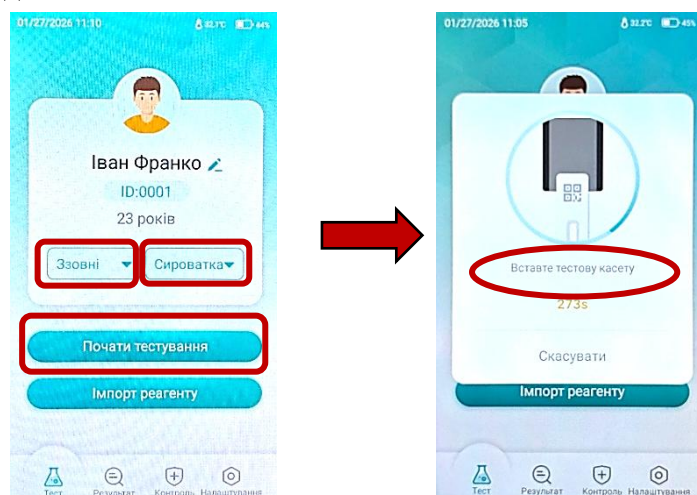 01/27/2026 11:10 32.1°C 44%
Іван Франко
ID:0001
23 років
Ззовні Сироватка
Почати тестування
Імпорт реагенту
Тест Результат Контроль Налаштування
01/27/2026 11:05 32.2°C 45%
Вставте тестову касету
273s
Скасувати
Імпорт реагенту
Тест Результат Контроль Налаштування